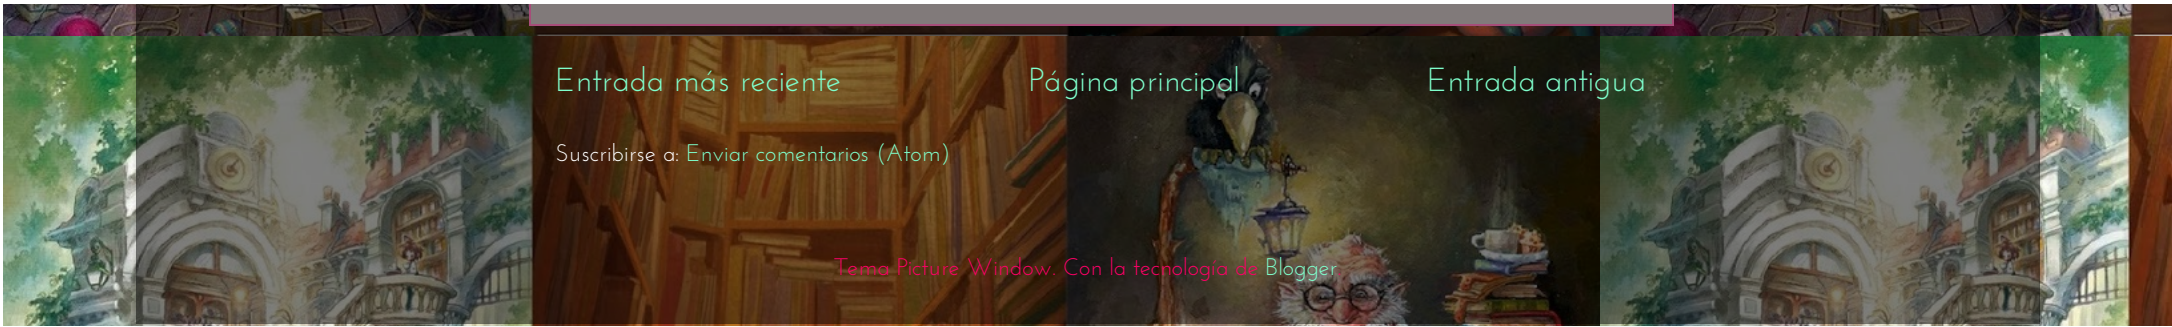 Entrada más reciente Página principal Entrada antigua
Suscribirse a: Enviar comentarios (Atom)
Tema Picture Window. Con la tecnología de Blogger